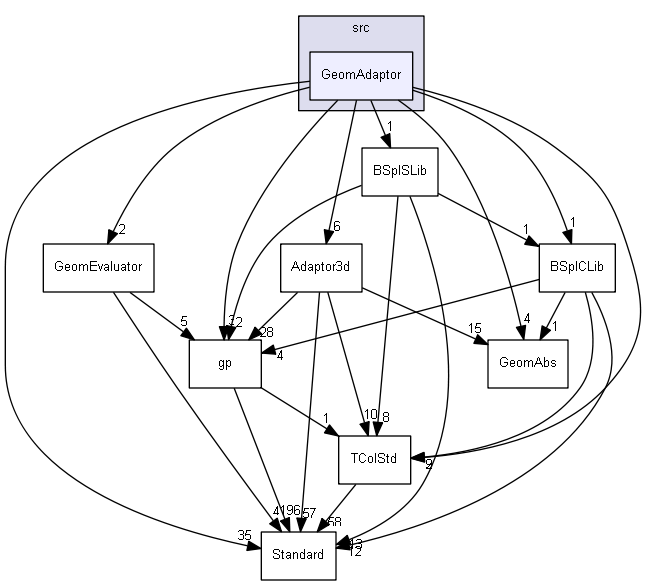 src
GeomAdaptor
1
BSplSLib
2
6
1
1
GeomEvaluator
Adaptor3d
BSplCLib
5
2
28
4
15
4
1
gp
GeomAbs
1
10
8
TColStd
4
196
57
58
35
12
Standard